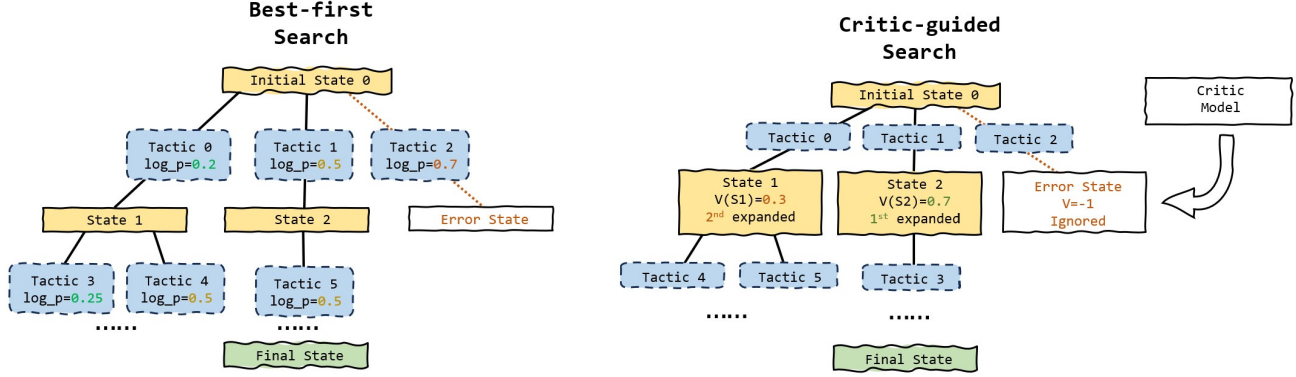 Best-first
Search
Initial State 0
Tactic 0
log_p=0.2
Tactic 1
log_p=0.5
Tactic 2
log_p=0.7
State 1
State 2
Error State
Tactic 3
log_p=0.25
Tactic 4
log_p=0.5
Tactic 5
log_p=0.5
……
……
Final State
Critic-guided
Search
Initial State 0
Critic
Model
Tactic 0
Tactic 1
Tactic 2
State 1
V(S1)=0.3
2nd expanded
State 2
V(S2)=0.7
1st expanded
Error State
V=-1
Ignored
Tactic 4
Tactic 5
Tactic 3
……
……
Final State